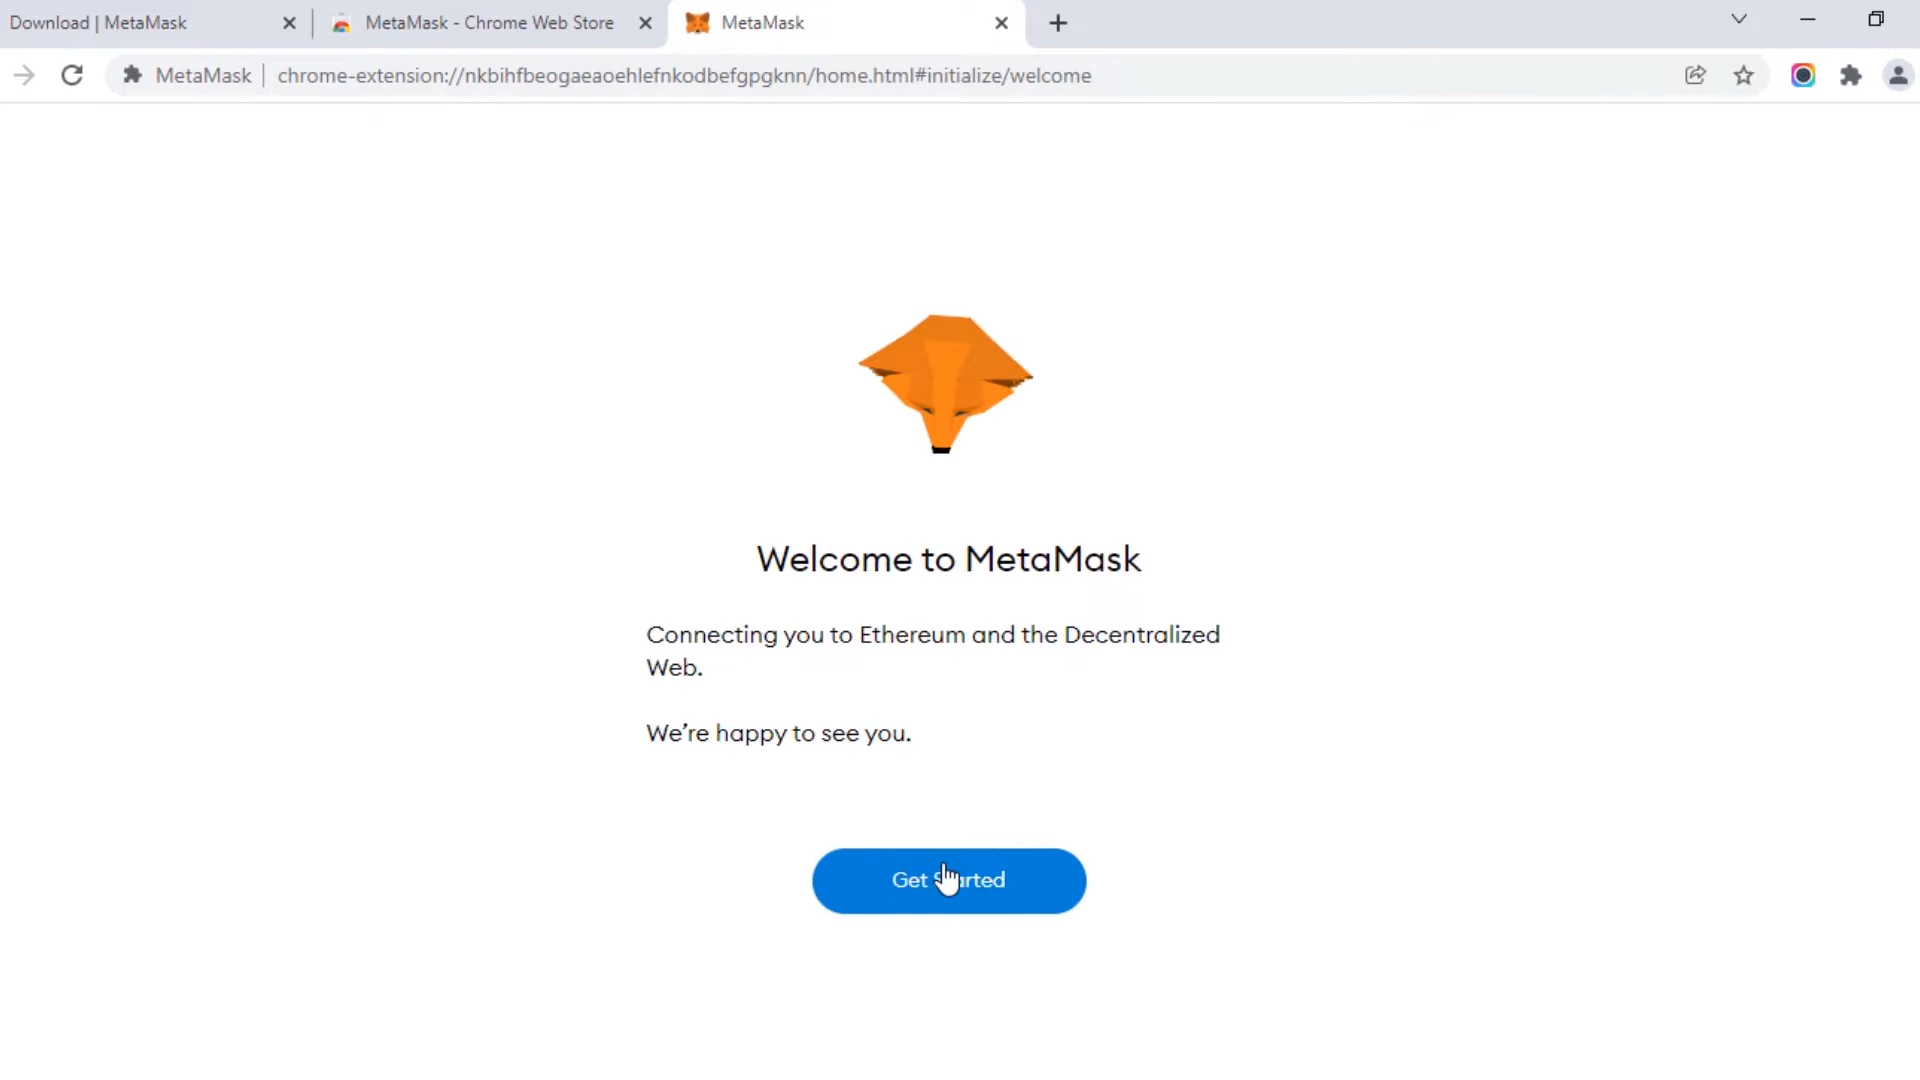 Download | MetaMask
MetaMask - Chrome Web Store
MetaMask
MetaMask
chrome-extension://nkbihfbeogaeaoehlefnkodbefgpgknn/home.html#initialize/welcome
Welcome to MetaMask
Connecting you to Ethereum and the Decentralized
Web.
We’re happy to see you.
Get Started